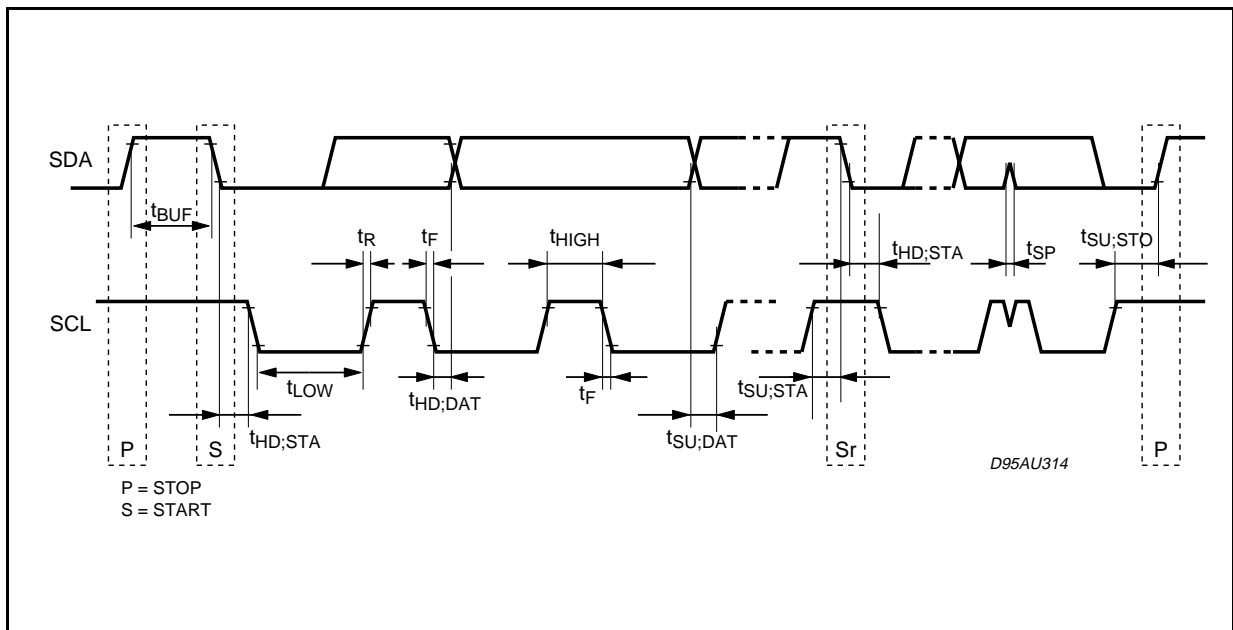 SDA
tBUF
tR
tF
tHIGH
tHD;STA
tSP
tSU;STO
SCL
tLOW
tHD;STA
tHD;DAT
tF
tSU;DAT
tSU;STA
P
S
Sr
D95AU314
P
P = STOP
S = START